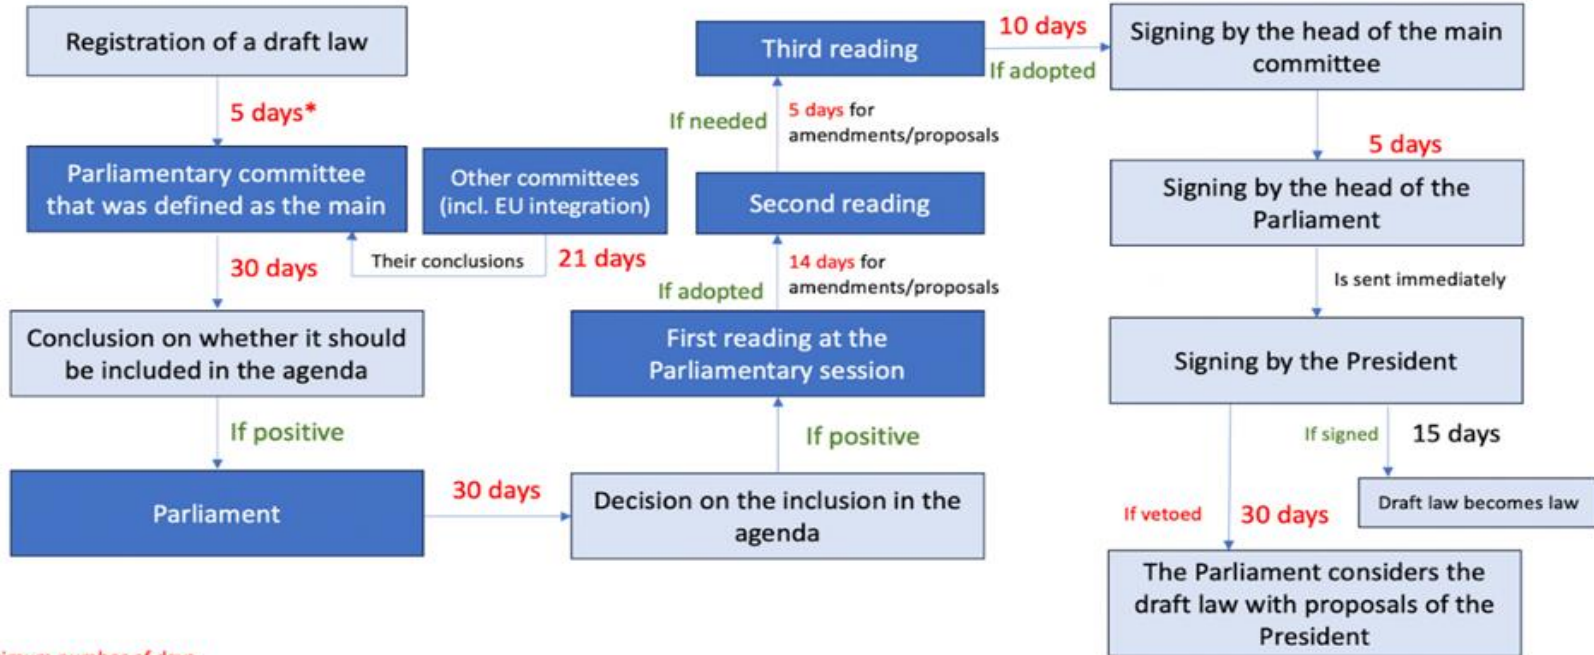 Registration of a draft law
5 days*
Parliamentary committee
that was defined as the main
Other committees
(incl. EU integration)
Their conclusions
21 days
30 days
Conclusion on whether it should
be included in the agenda
If positive
Parliament
30 days
Decision on the inclusion in the
agenda
If positive
First reading at the
Parliamentary session
If adopted
14 days for
amendments/proposals
Second reading
If needed
5 days for
amendments/proposals
Third reading
10 days
If adopted
Signing by the head of the main
committee
5 days
Signing by the head of the
Parliament
Is sent immediately
Signing by the President
If signed
15 days
Draft law becomes law
If vetoed
30 days
The Parliament considers the
draft law with proposals of the
President
number of days